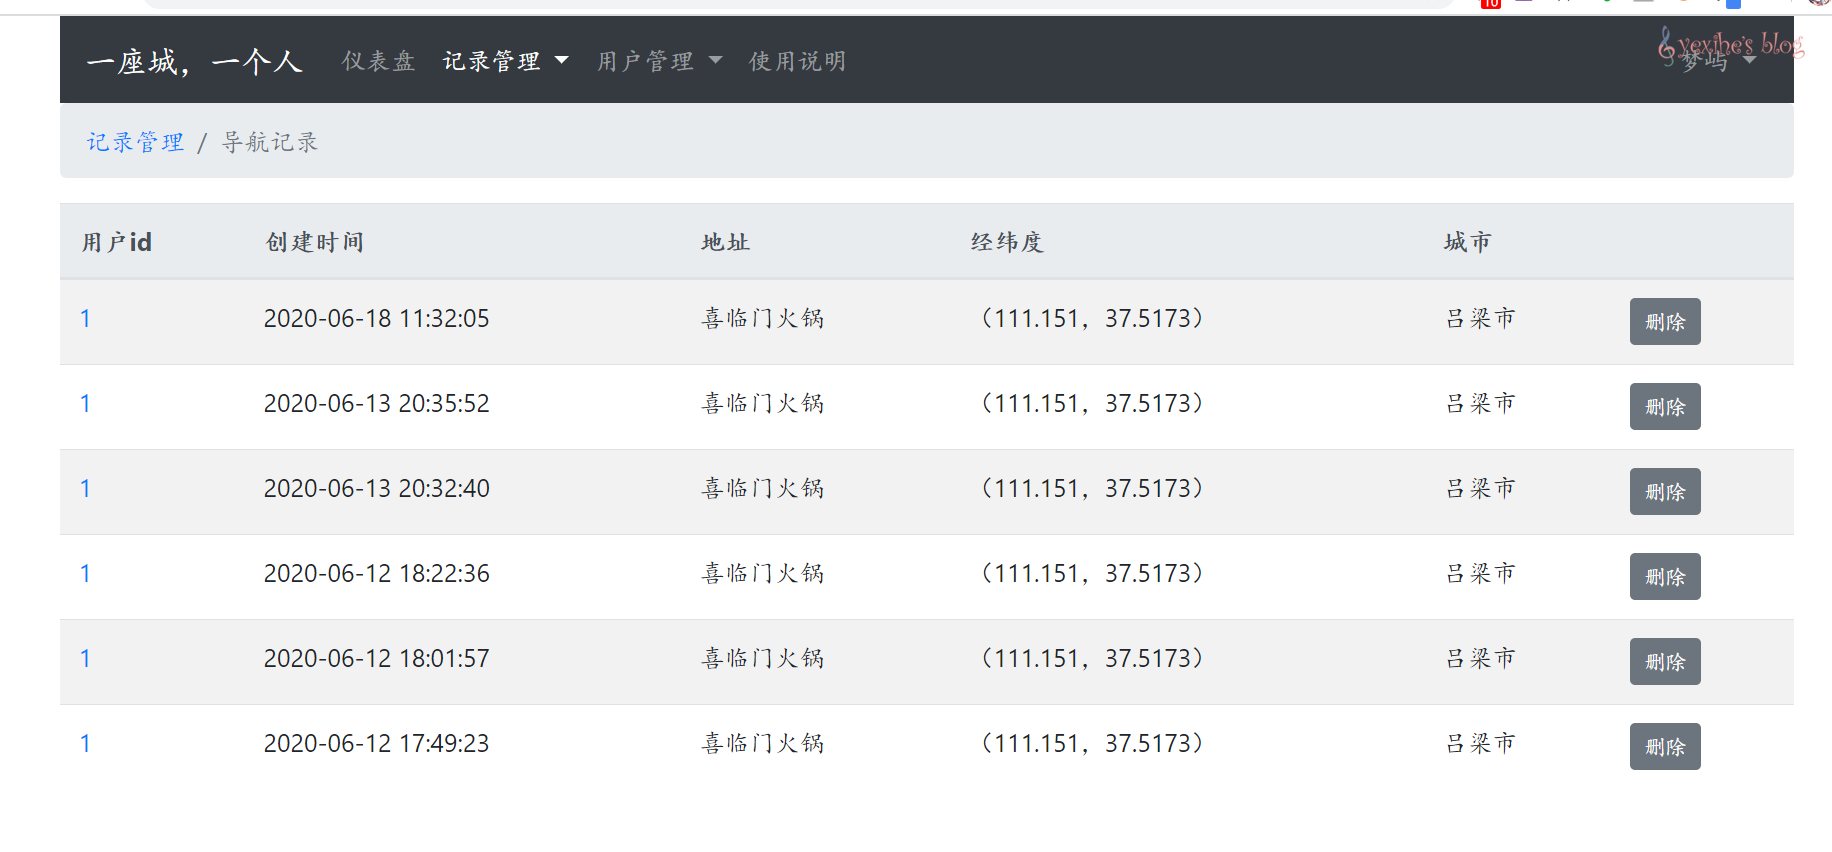 10
一座城，一个人 仪表盘 记录管理 用户管理 使用说明 梦屿
yexihe's blog
记录管理 / 导航记录
用户id 创建时间 地址 经纬度 城市
1 2020-06-18 11:32:05 喜临门火锅 （111.151，37.5173） 吕梁市 删除
1 2020-06-13 20:35:52 喜临门火锅 （111.151，37.5173） 吕梁市 删除
1 2020-06-13 20:32:40 喜临门火锅 （111.151，37.5173） 吕梁市 删除
1 2020-06-12 18:22:36 喜临门火锅 （111.151，37.5173） 吕梁市 删除
1 2020-06-12 18:01:57 喜临门火锅 （111.151，37.5173） 吕梁市 删除
1 2020-06-12 17:49:23 喜临门火锅 （111.151，37.5173） 吕梁市 删除